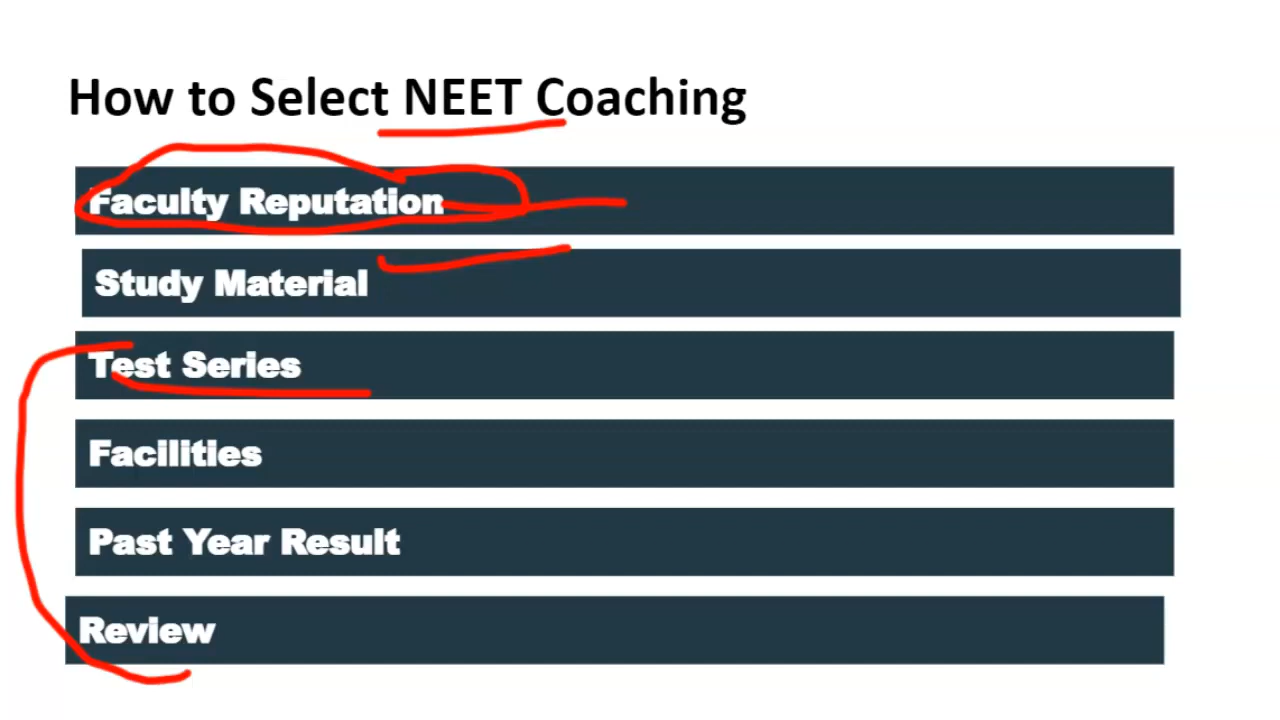 How to Select NEET Coaching
Faculty Reputation
Study Material
Test Series
Facilities
Past Year Result
Review